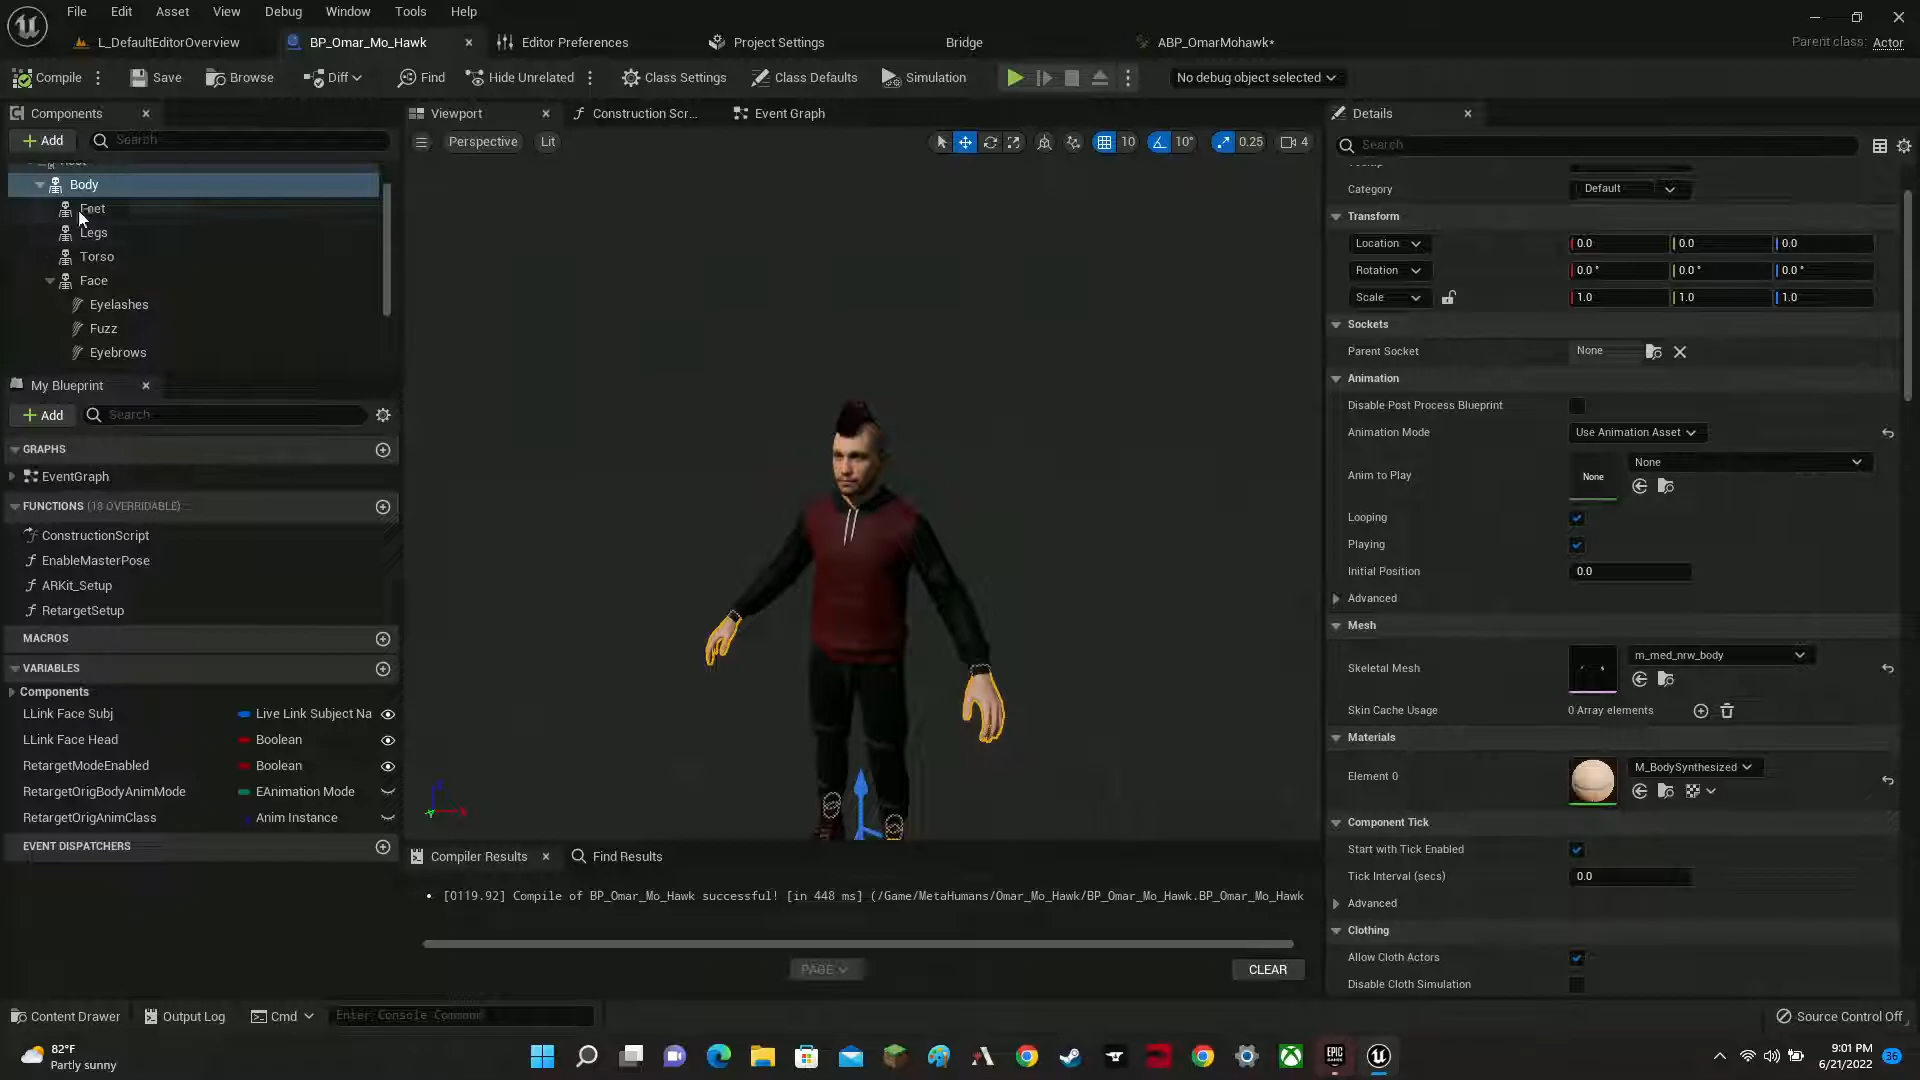 File Edit Asset View Debug Window Tools Help
L_DefaultEditorOverview BP_Omar_Mo_Hawk Editor Preferences Project Settings Bridge ABP_OmarMohawk* Parent class: Actor
Compile Save Browse Diff Find Hide Unrelated Class Settings Class Defaults Simulation No debug object selected
Components Viewport Construction Scr... Event Graph Details
Add Search
Perspective Lit 10 10° 0.25 4
Search
Body
Feet
Legs
Torso
Face
Eyelashes
Fuzz
Eyebrows
My Blueprint
Add Search
GRAPHS
EventGraph
FUNCTIONS (18 OVERRIDABLE)
ConstructionScript
EnableMasterPose
ARKit_Setup
RetargetSetup
MACROS
VARIABLES
Components
LLink Face Subj Live Link Subject Na
LLink Face Head Boolean
RetargetModeEnabled Boolean
RetargetOrigBodyAnimMode EAnimation Mode
RetargetOrigAnimClass Anim Instance
EVENT DISPATCHERS
Compiler Results Find Results
[0119.92] Compile of BP_Omar_Mo_Hawk successful! [in 448 ms] (/Game/MetaHumans/Omar_Mo_Hawk/BP_Omar_Mo_Hawk.BP_Omar_Mo_Hawk
PAGE CLEAR
Category Default
Transform
Location 0.0 0.0 0.0
Rotation 0.0 ° 0.0 ° 0.0 °
Scale 1.0 1.0 1.0
Sockets
Parent Socket None
Animation
Disable Post Process Blueprint
Animation Mode Use Animation Asset
Anim to Play None None
Looping
Playing
Initial Position 0.0
Advanced
Mesh
Skeletal Mesh m_med_nrw_body
Skin Cache Usage 0 Array elements
Materials
Element 0 M_BodySynthesized
Component Tick
Start with Tick Enabled
Tick Interval (secs) 0.0
Advanced
Clothing
Allow Cloth Actors
Disable Cloth Simulation
Content Drawer Output Log Cmd Enter Console Command Source Control Off
82°F
Partly sunny
EPIC GAMES
9:01 PM
6/21/2022
36